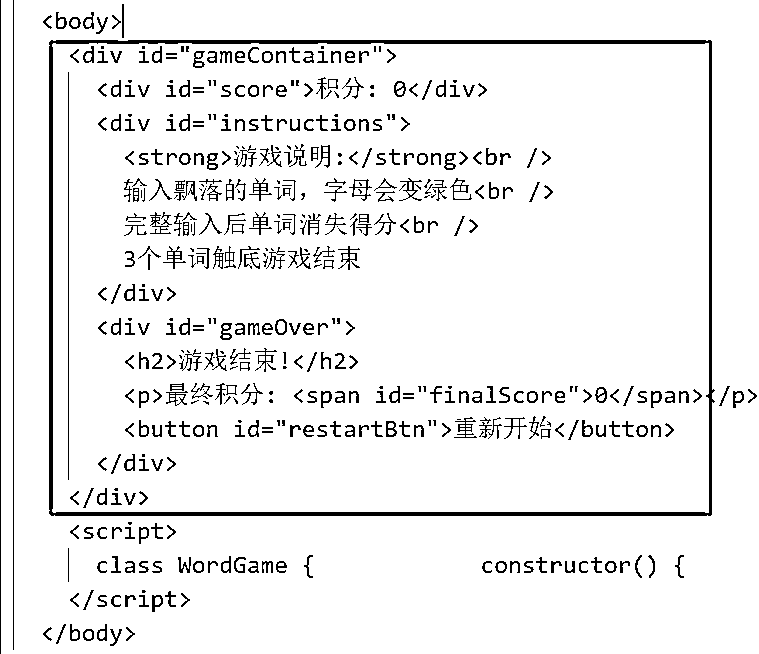 <body>
<div id="gameContainer">
<div id="score">积分: 0</div>
<div id="instructions">
<strong>游戏说明:</strong><br />
输入飘落的单词，字母会变绿色<br />
完整输入后单词消失得分<br />
3个单词触底游戏结束
</div>
<div id="gameOver">
<h2>游戏结束!</h2>
<p>最终积分: <span id="finalScore">0</span></p>
<button id="restartBtn">重新开始</button>
</div>
</div>
<script>
class WordGame {           constructor() {
</script>
</body>